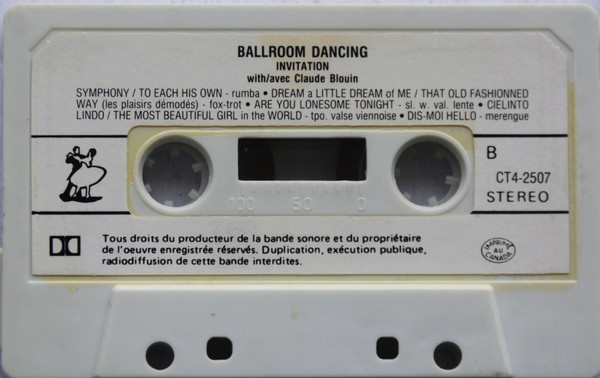 BALLROOM DANCING
INVITATION
with/avec Claude Blouin
SYMPHONY / TO EACH HIS OWN - rumba • DREAM a LITTLE DREAM of ME / THAT OLD FASHIONNED
WAY (les plaisirs démodés) - fox-trot • ARE YOU LONESOME TONIGHT - sl. w. val. lente • CIELINTO
LINDO / THE MOST BEAUTIFUL GIRL in the WORLD - tpo. valse viennoise • DIS-MOI HELLO - merengue
B
CT4-2507
STEREO
100 50 0
Tous droits du producteur de la bande sonore et du propriétaire
de l'oeuvre enregistrée réservés. Duplication, exécution publique,
radiodiffusion de cette bande interdites.
IMPRIMÉ
AU
CANADA